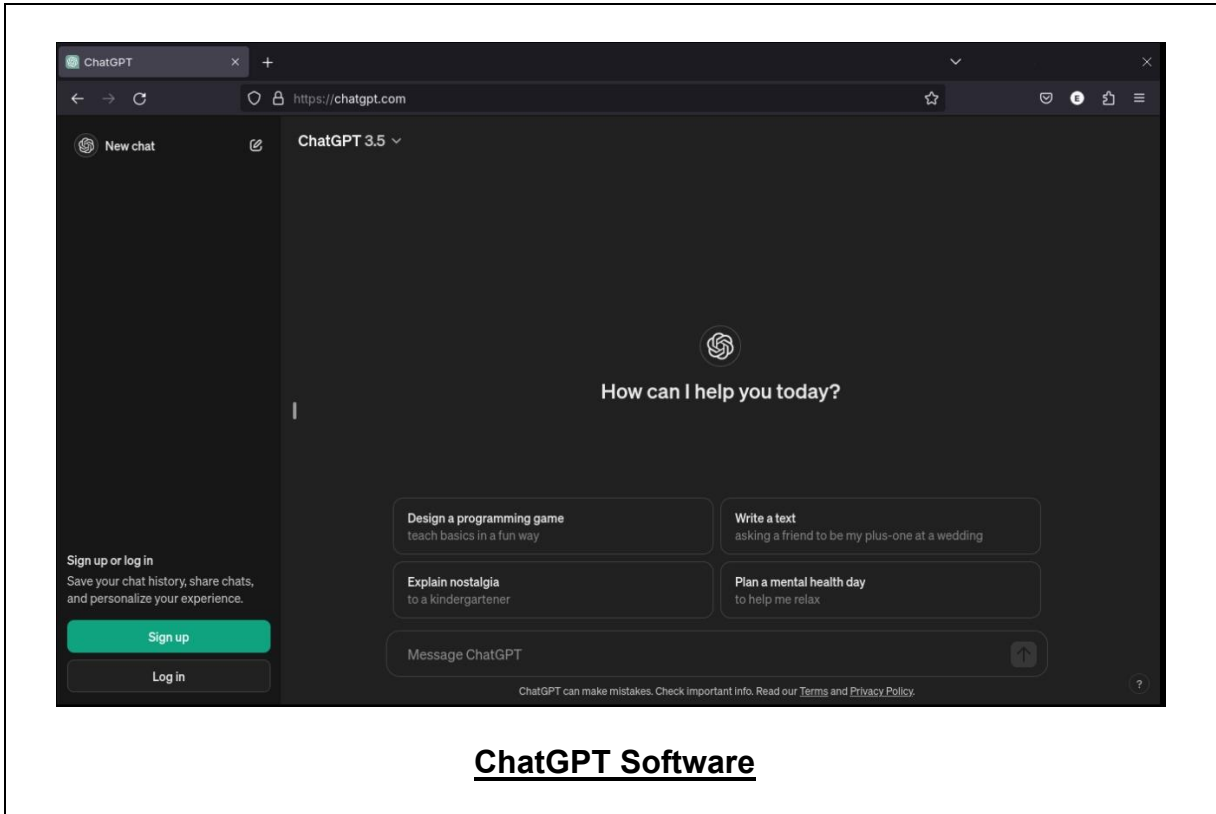 ChatGPT
https://chatgpt.com
E
New chat
ChatGPT 3.5
How can I help you today?
Design a programming game
teach basics in a fun way
Write a text
asking a friend to be my plus-one at a wedding
Explain nostalgia
to a kindergartener
Plan a mental health day
to help me relax
Sign up or log in
Save your chat history, share chats,
and personalize your experience.
Sign up
Log in
Message ChatGPT
ChatGPT can make mistakes. Check important info. Read our Terms and Privacy Policy.
?
ChatGPT Software